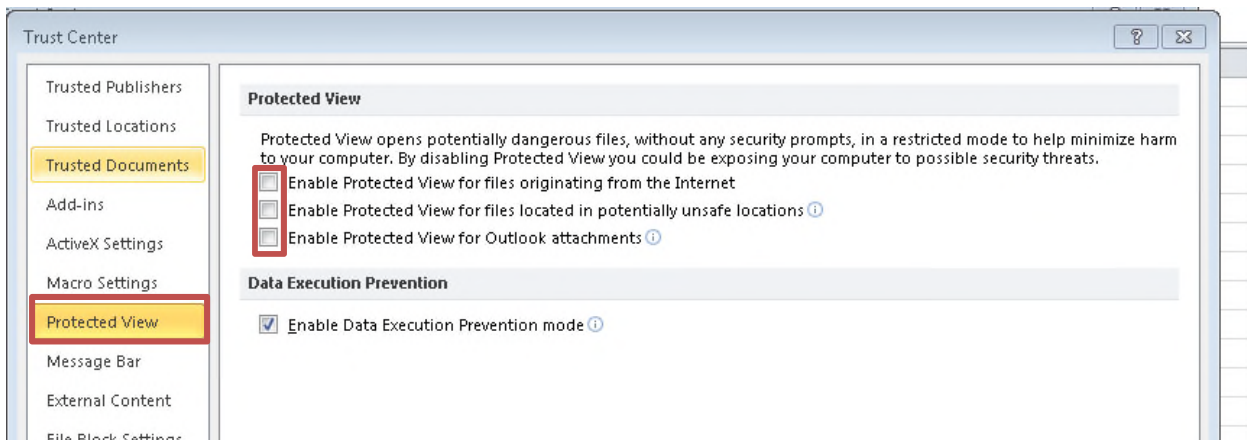 Trust Center
Trusted Publishers
Trusted Locations
Trusted Documents
Add-ins
ActiveX Settings
Macro Settings
Protected View
Message Bar
External Content
File Block Settings
Protected View
Protected View opens potentially dangerous files, without any security prompts, in a restricted mode to help minimize harm
to your computer. By disabling Protected View you could be exposing your computer to possible security threats.
Enable Protected View for files originating from the Internet
Enable Protected View for files located in potentially unsafe locations
Enable Protected View for Outlook attachments
Data Execution Prevention
Enable Data Execution Prevention mode